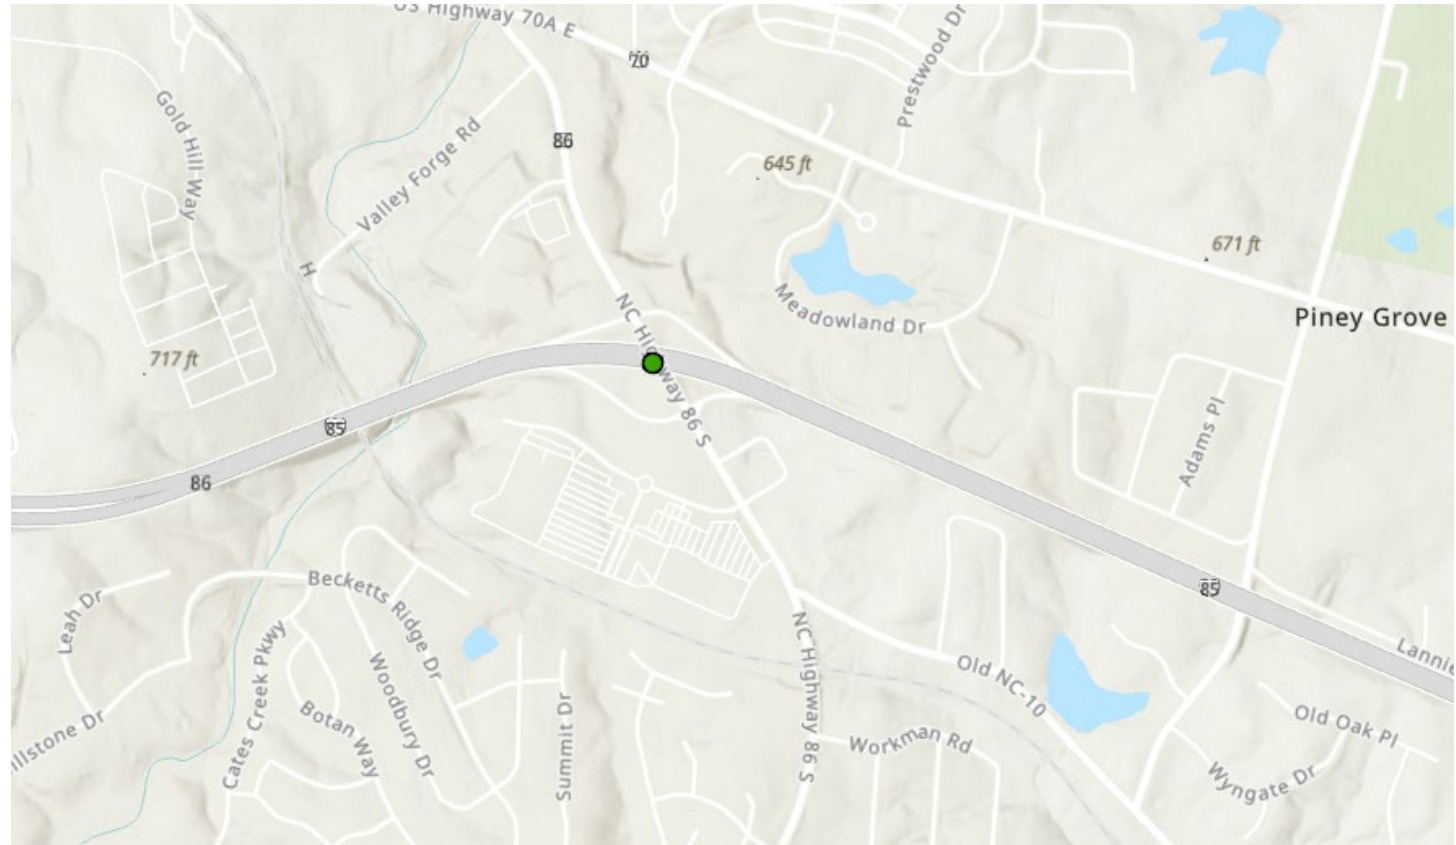 US Highway 70A E
70
Prestwood Dr
Gold Hill Way
Valley Forge Rd
86
645 ft
671 ft
H
Piney Grove
NC Highway 86 S
Meadowland Dr
717 ft
85
86
Adams Pl
85
Leah Dr
Becketts Ridge Dr
Cates Creek Pkwy
Woodbury Dr
Botan Way
Summit Dr
NC Highway 86 S
Old NC-10
Workman Rd
Lannie
Old Oak Pl
Wyngate Dr
illstone Dr